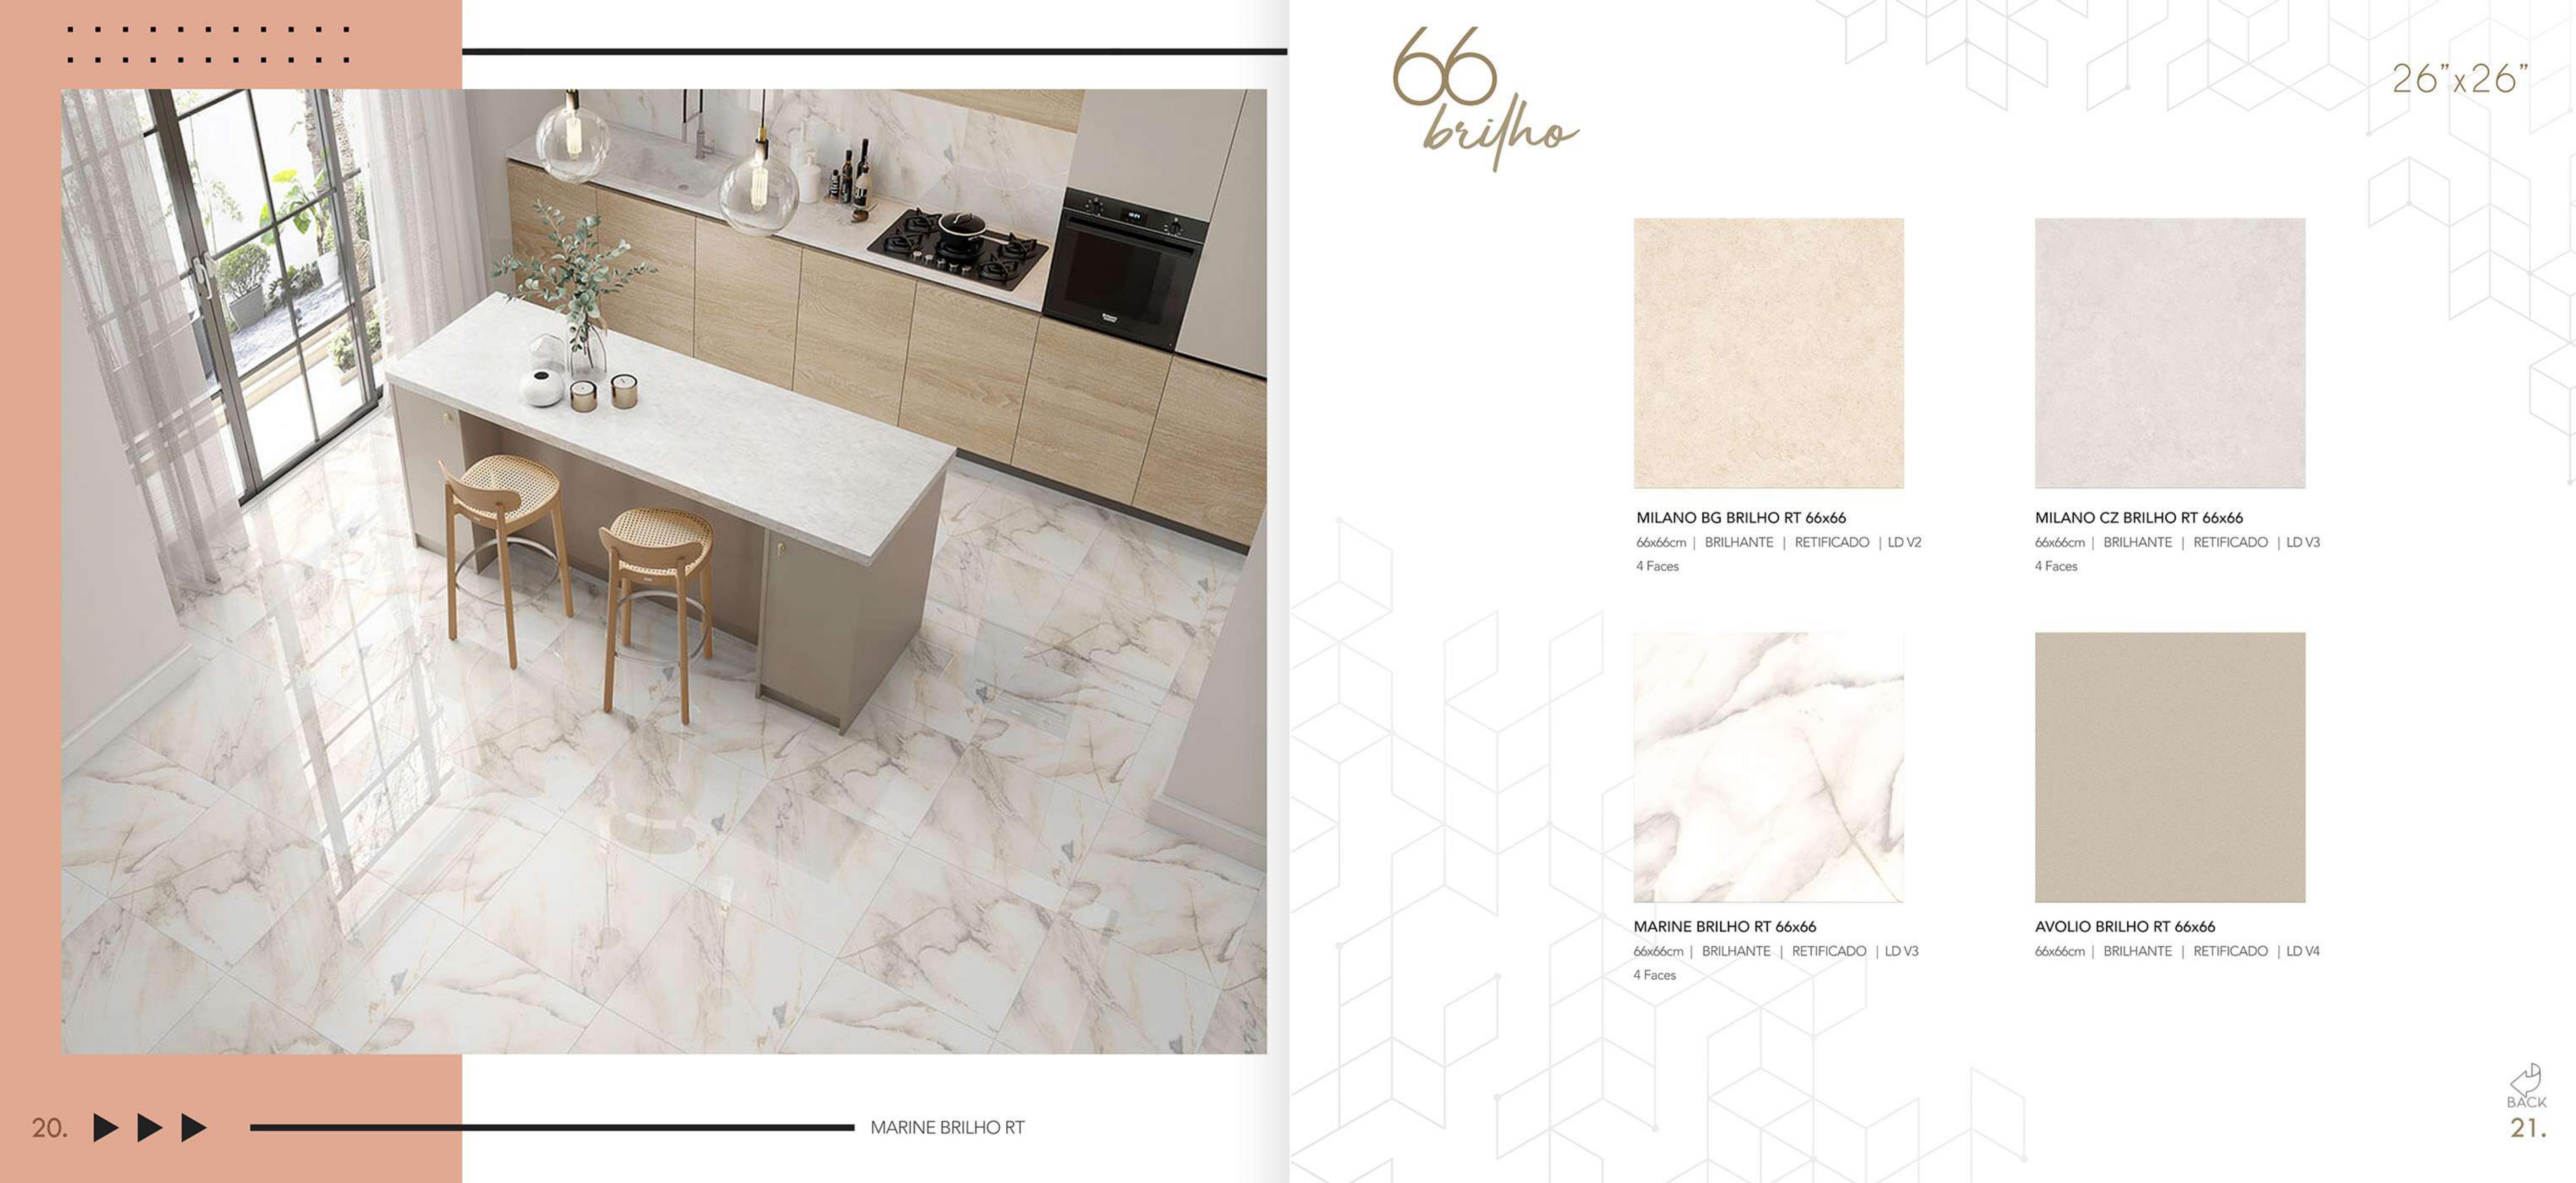 20.
MARINE BRILHO RT
66
brilho
26”x26”
MILANO BG BRILHO RT 66x66
66x66cm | BRILHANTE | RETIFICADO | LD V2
4 Faces
MILANO CZ BRILHO RT 66x66
66x66cm | BRILHANTE | RETIFICADO | LD V3
4 Faces
MARINE BRILHO RT 66x66
66x66cm | BRILHANTE | RETIFICADO | LD V3
4 Faces
AVOLIO BRILHO RT 66x66
66x66cm | BRILHANTE | RETIFICADO | LD V4
BACK
21.